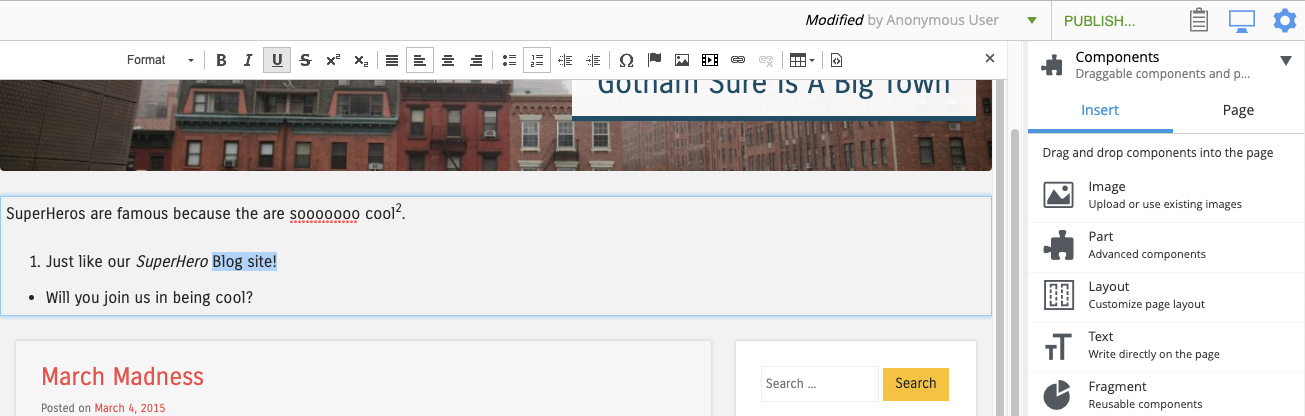 Modified by Anonymous User
PUBLISH...
Format
B I U S x² x₂
Ω
Components
Draggable components and p...
Insert Page
Gotham Sure Is A Big Town
Drag and drop components into the page
Image
Upload or use existing images
Part
Advanced components
Layout
Customize page layout
Text
Write directly on the page
Fragment
Reusable components
SuperHeros are famous because the are sooooooo cool².
1. Just like our SuperHero Blog site!
• Will you join us in being cool?
March Madness
Posted on March 4, 2015
Search ...
Search